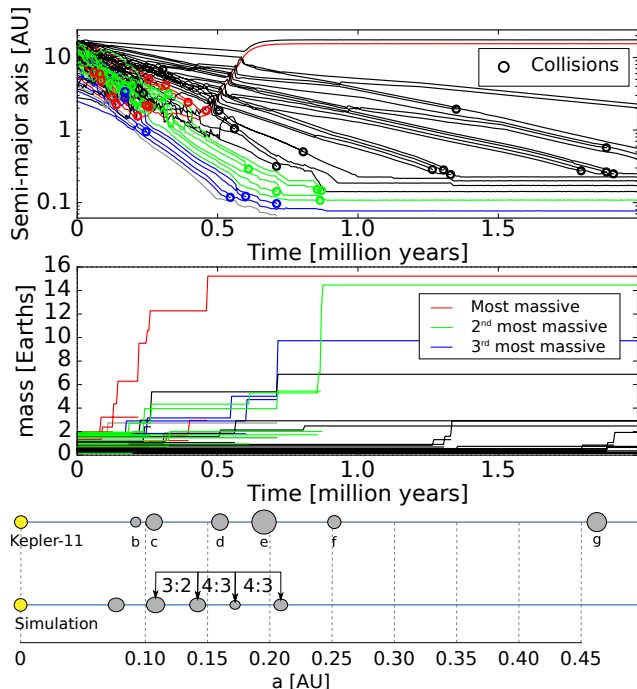 Semi-major axis [AU]
10
1
0.1
Collisions
0
0.5
1.0
1.5
Time [million years]
mass [Earths]
16
14
12
10
8
6
4
2
0
Most massive
2nd most massive
3rd most massive
0
0.5
1.0
1.5
Time [million years]
Kepler-11
b
c
d
e
f
g
3:2
4:3
4:3
Simulation
0
0.10
0.15
0.20
0.25
0.30
0.35
0.40
0.45
a [AU]